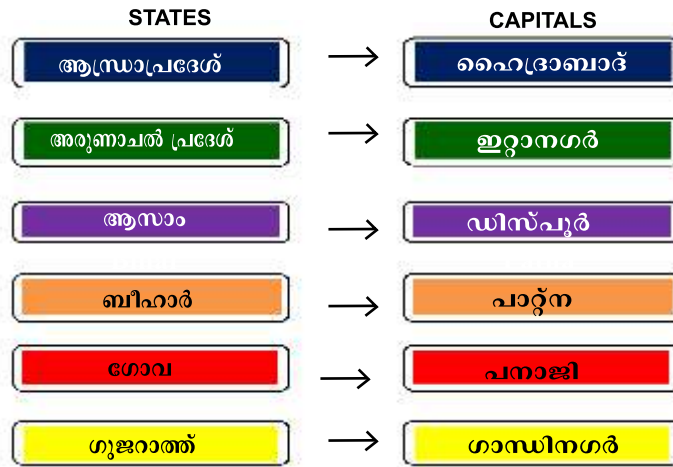 STATES CAPITALS
ആന്ധ്രാപ്രദേശ് ഹൈദ്രാബാദ്
അരുണാചൽ പ്രദേശ് ഇറ്റാനഗർ
ആസാം ഡിസ്പൂർ
ബീഹാർ പാറ്റ്ന
ഗോവ പനാജി
ഗുജറാത്ത് ഗാന്ധിനഗർ